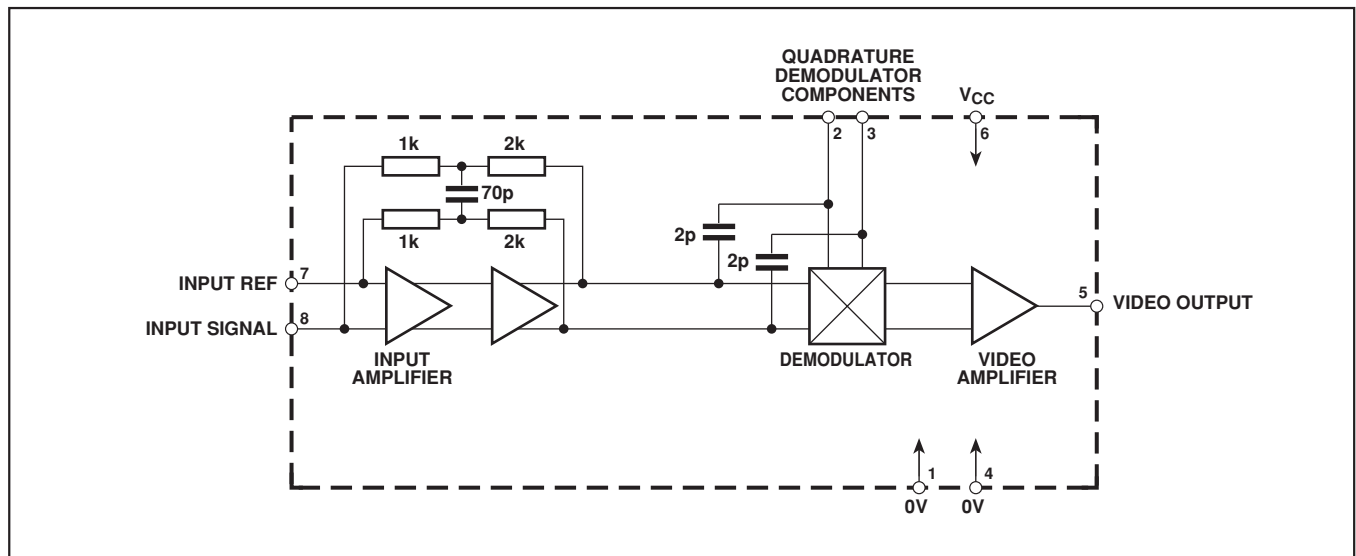 QUADRATURE
DEMODULATOR
COMPONENTS
VCC
2
3
6
1k
2k
70p
1k
2k
2p
2p
INPUT REF
7
INPUT SIGNAL
8
5
VIDEO OUTPUT
INPUT
AMPLIFIER
DEMODULATOR
VIDEO
AMPLIFIER
1
4
0V
0V